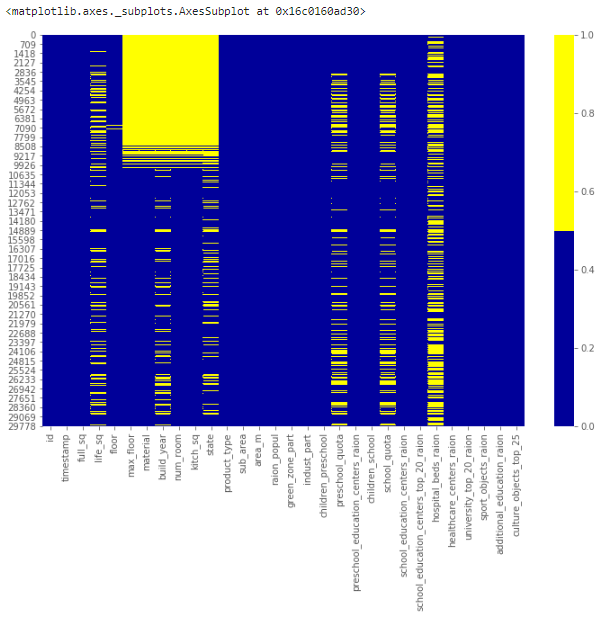 <matplotlib.axes._subplots.AxesSubplot at 0x16c0160ad30>
0
709
1418
2127
2836
3545
4254
4963
5672
6381
7090
7799
8508
9217
9926
10635
11344
12053
12762
13471
14180
14889
15598
16307
17016
17725
18434
19143
19852
20561
21270
21979
22688
23397
24106
24815
25524
26233
26942
27651
28360
29069
29778
1.0
0.8
0.6
0.4
0.2
0.0
id
timestamp
full_sq
life_sq
floor
max_floor
material
build_year
num_room
kitch_sq
state
product_type
sub_area
area_m
raion_popul
green_zone_part
indust_part
children_preschool
preschool_quota
preschool_education_centers_raion
children_school
school_quota
school_education_centers_raion
school_education_centers_top_20_raion
hospital_beds_raion
healthcare_centers_raion
university_top_20_raion
sport_objects_raion
additional_education_raion
culture_objects_top_25